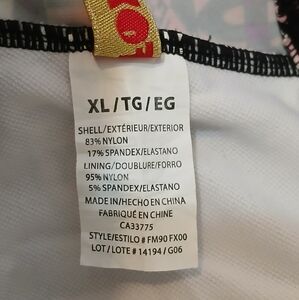 XL/TG/EG
SHELL/EXTÉRIEUR/EXTERIOR
83% NYLON
17% SPANDEX/ELASTANO
LINING/DOUBLURE/FORRO
95% NYLON
5% SPANDEX/ELASTANO
MADE IN/HECHO EN CHINA
FABRIQUÉ EN CHINE
CA33775
STYLE/ESTILO # FM90 FX00
LOT/LOTE # 14194/G06